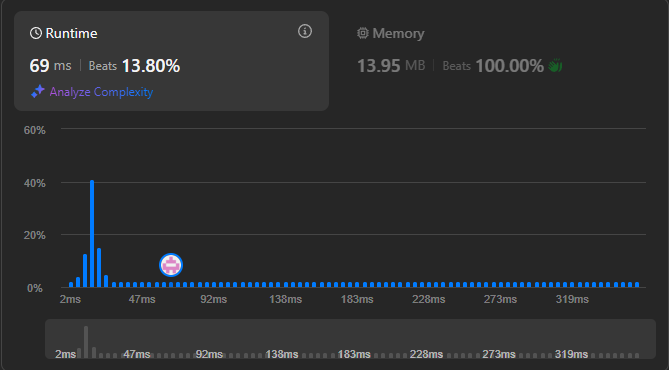 Runtime
69 ms | Beats 13.80%
Analyze Complexity
Memory
13.95 MB | Beats 100.00%
60%
40%
20%
0%
2ms 47ms 92ms 138ms 183ms 228ms 273ms 319ms
2ms 47ms 92ms 138ms 183ms 228ms 273ms 319ms